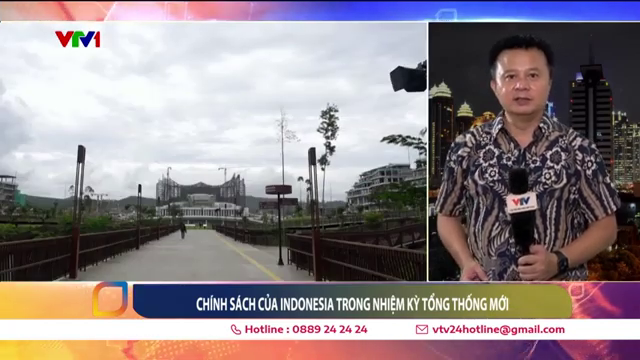 VTV1
VTV
CHÍNH SÁCH CỦA INDONESIA TRONG NHIỆM KỲ TỔNG THỐNG MỚI
Hotline : 0889 24 24 24
vtv24hotline@gmail.com